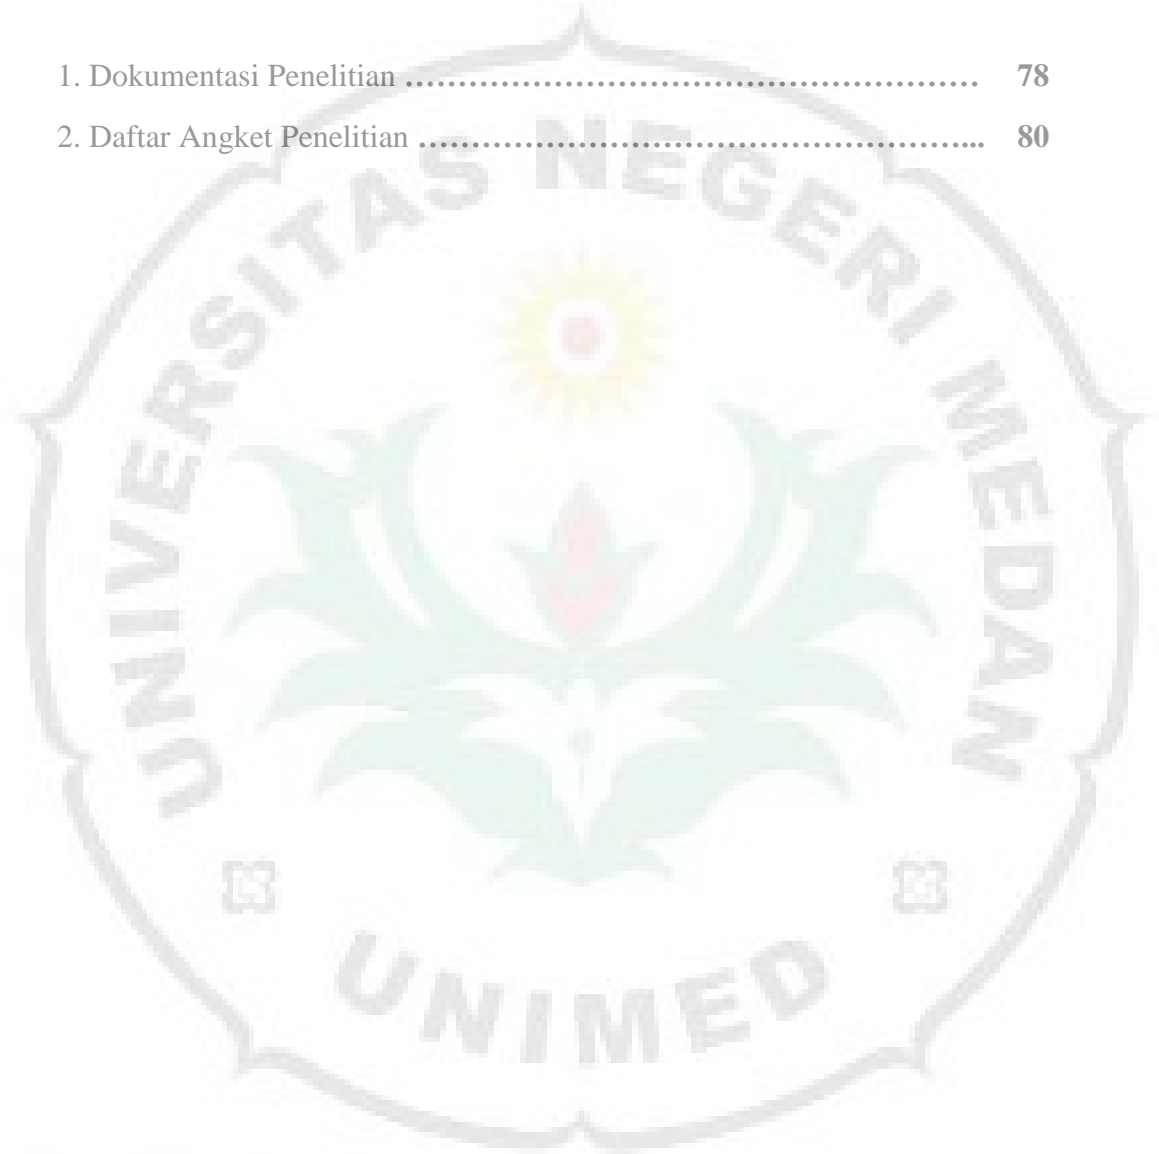 1. Dokumentasi Penelitian ……………………………………………… 78
2. Daftar Angket Penelitian ……………………………………………... 80
UNIVERSITAS NEGERI MEDAN
UNIMED